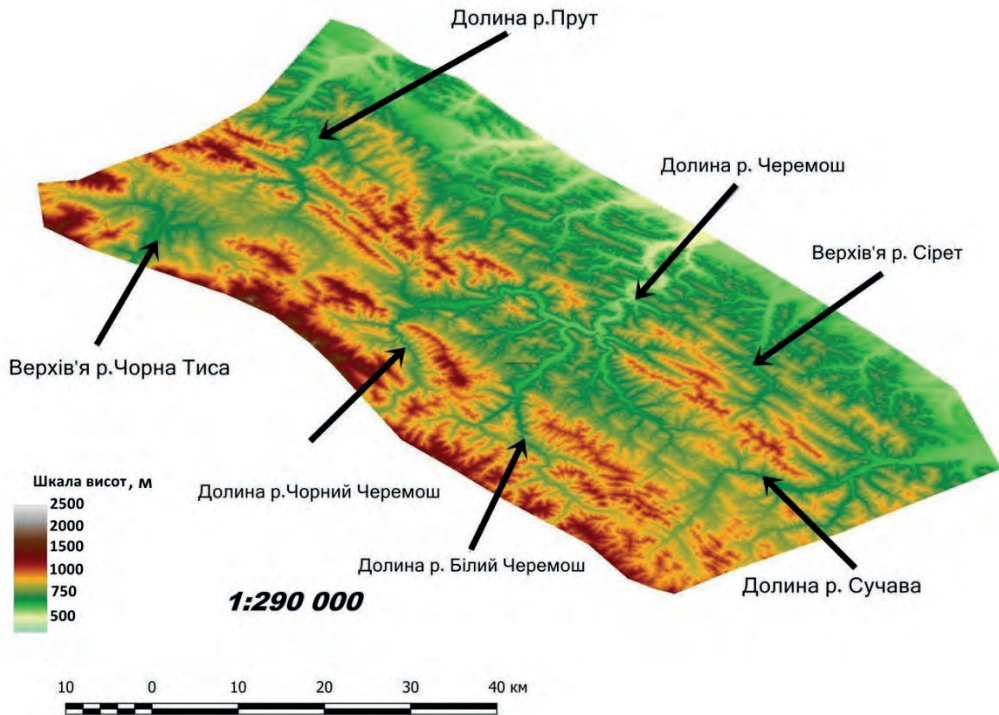 Долина р.Прут
Долина р. Черемош
Верхів'я р. Сірет
Верхів'я р.Чорна Тиса
Долина р.Чорний Черемош
Долина р. Білий Черемош
Долина р. Сучава
Шкала висот, м
2500
2000
1500
1000
750
500
1:290 000
10 0 10 20 30 40 км